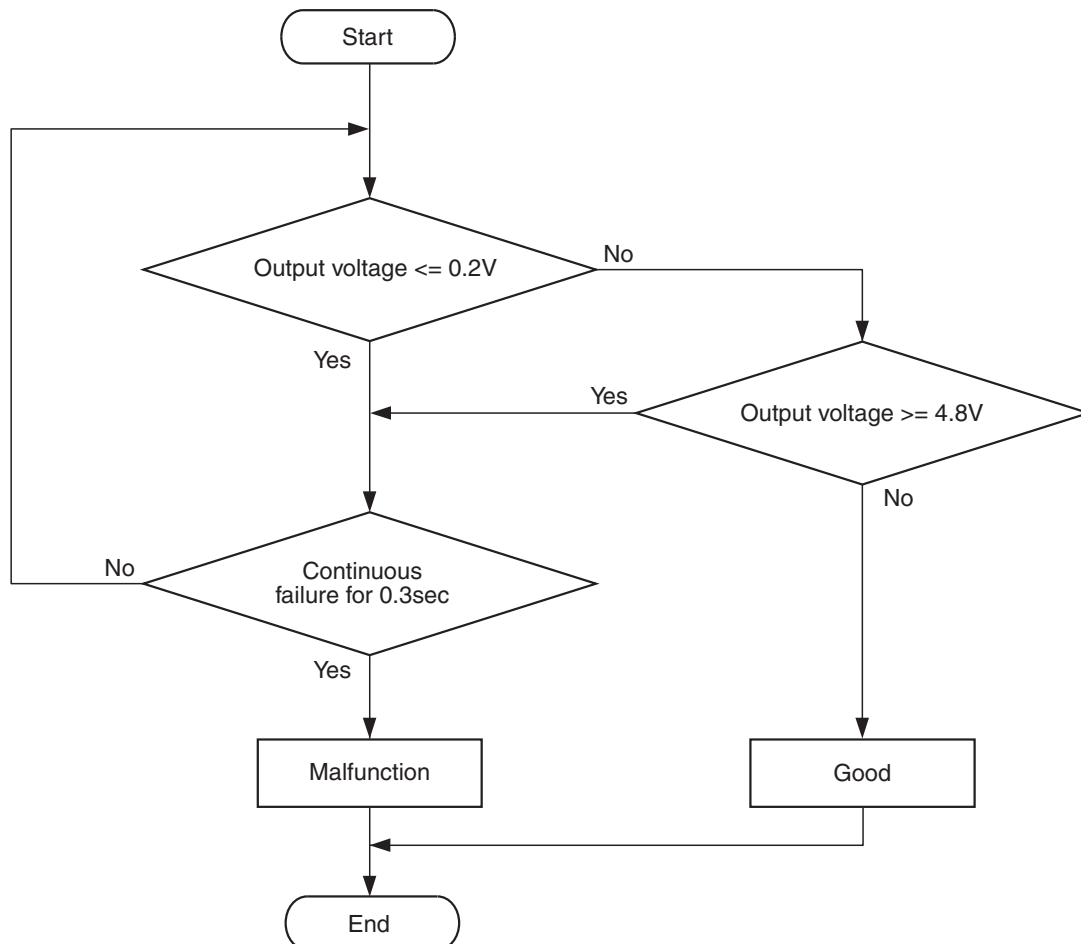 Start
Output voltage <= 0.2V
No
Yes
Yes
Output voltage >= 4.8V
No
No
Continuous
failure for 0.3sec
Yes
Malfunction
Good
End